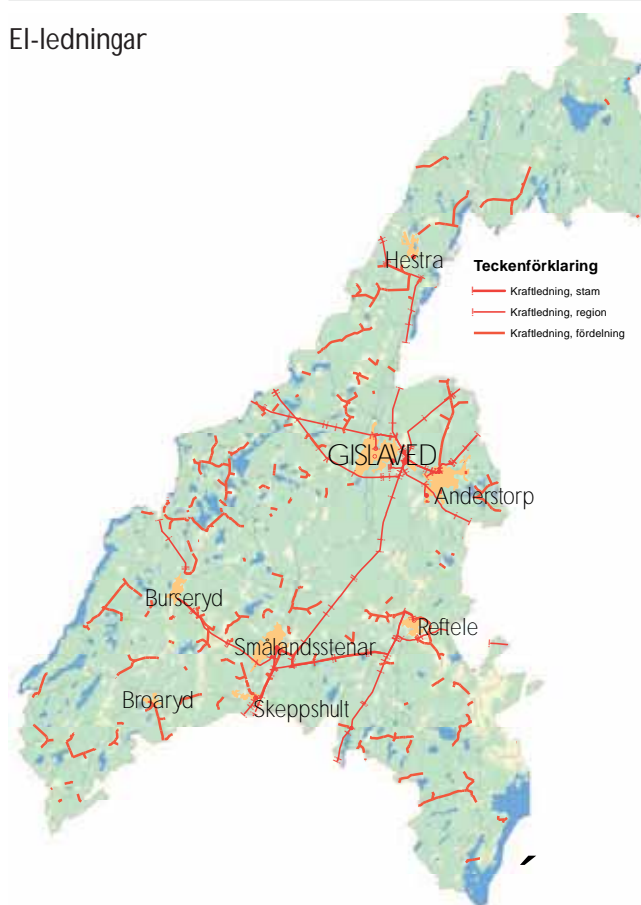 El-ledningar
Hestra
Teckenförklaring
Kraftledning, stam
Kraftledning, region
Kraftledning, fördelning
GISLAVED
Anderstorp
Burseryd
Reftele
Smålandsstenar
Broaryd
Skeppshult